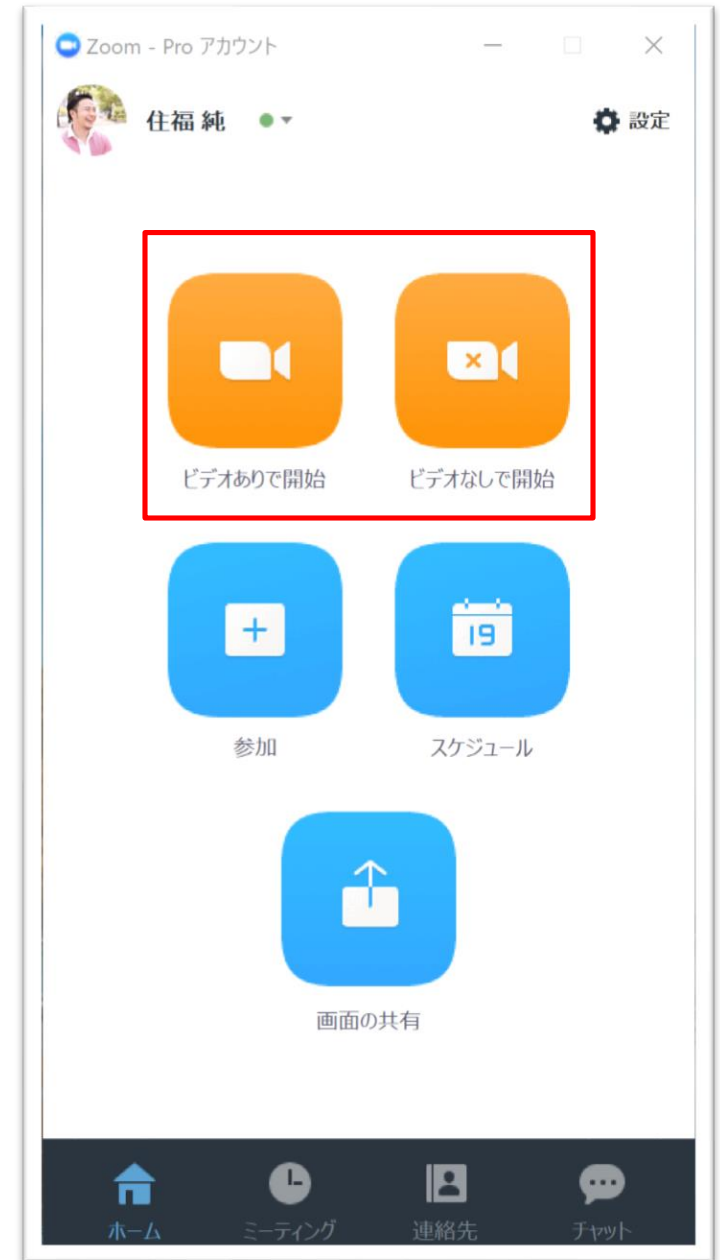 Zoom - Pro アカウント
住福 純
設定
ビデオありで開始
ビデオなしで開始
参加
19
スケジュール
画面の共有
ホーム
ミーティング
連絡先
チャット